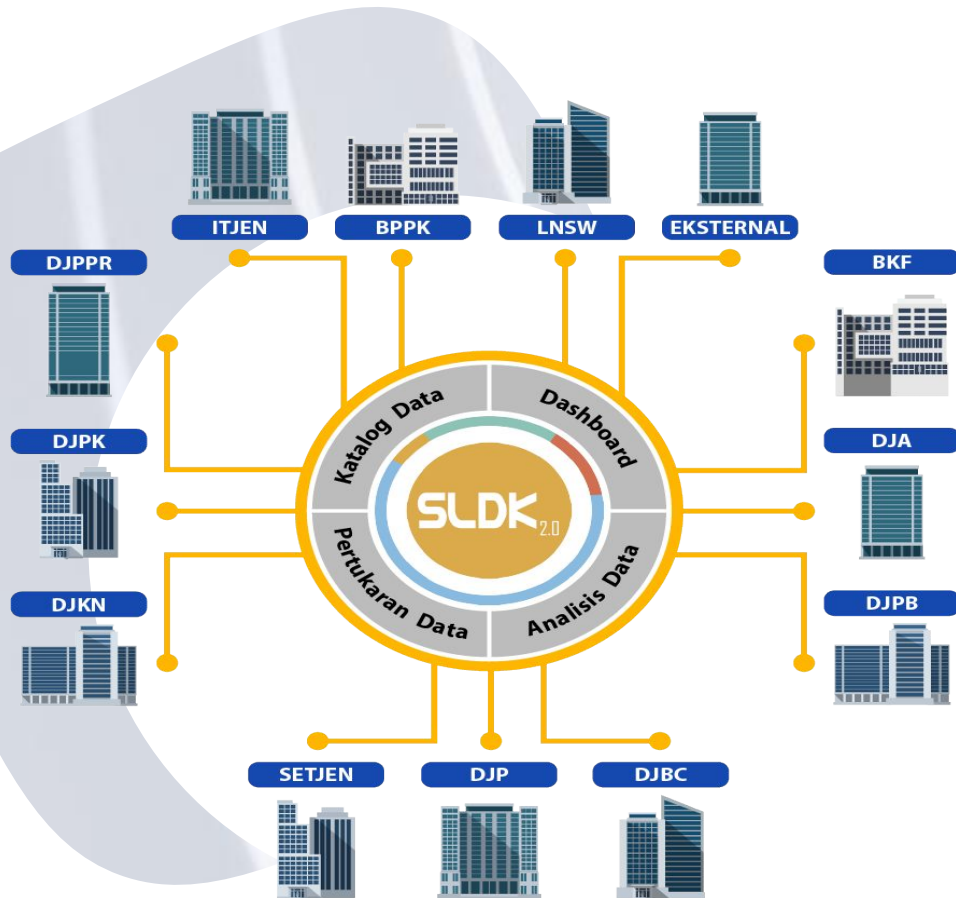 ITJEN
BPPK
LNSW
EKSTERNAL
DJPPR
BKF
Katalog Data
Dashboard
DJPK
DJA
SLDK 2.0
Pertukaran Data
Analisis Data
DJKN
DJPB
SETJEN
DJP
DJBC